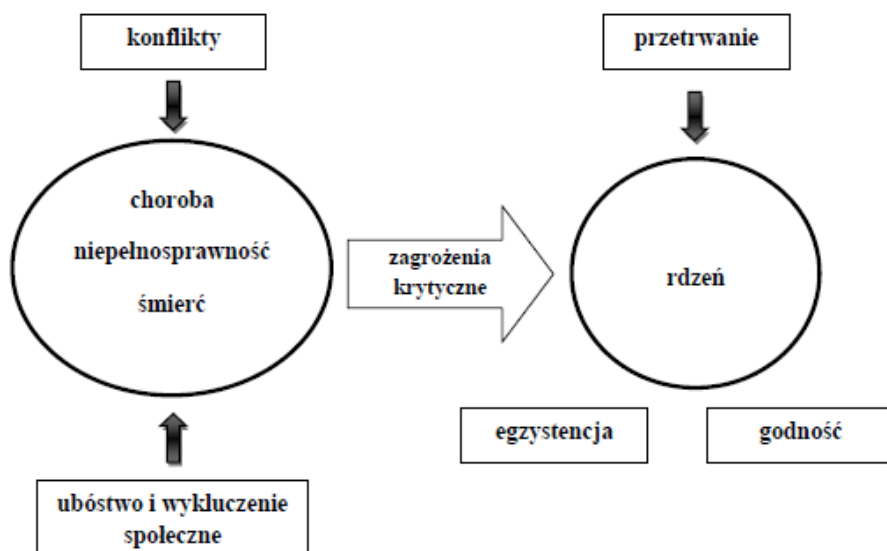 konflikty
przetrwanie
choroba
niepełnosprawność
śmierć
zagrożenia
krytyczne
rdzeń
egzystencja
godność
ubóstwo i wykluczenie
społeczne